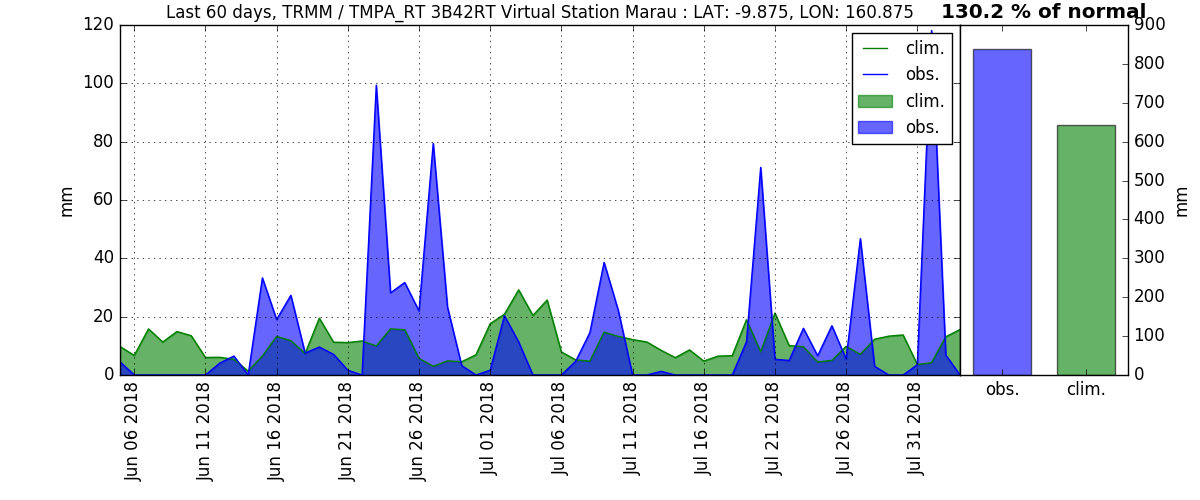 Last 60 days, TRMM / TMPA_RT 3B42RT Virtual Station Marau : LAT: -9.875, LON: 160.875
130.2 % of normal
120
100
80
60
40
20
0
mm
clim.
obs.
clim.
obs.
900
800
700
600
500
400
300
200
100
0
mm
obs.
clim.
Jun 06 2018
Jun 11 2018
Jun 16 2018
Jun 21 2018
Jun 26 2018
Jul 01 2018
Jul 06 2018
Jul 11 2018
Jul 16 2018
Jul 21 2018
Jul 26 2018
Jul 31 2018